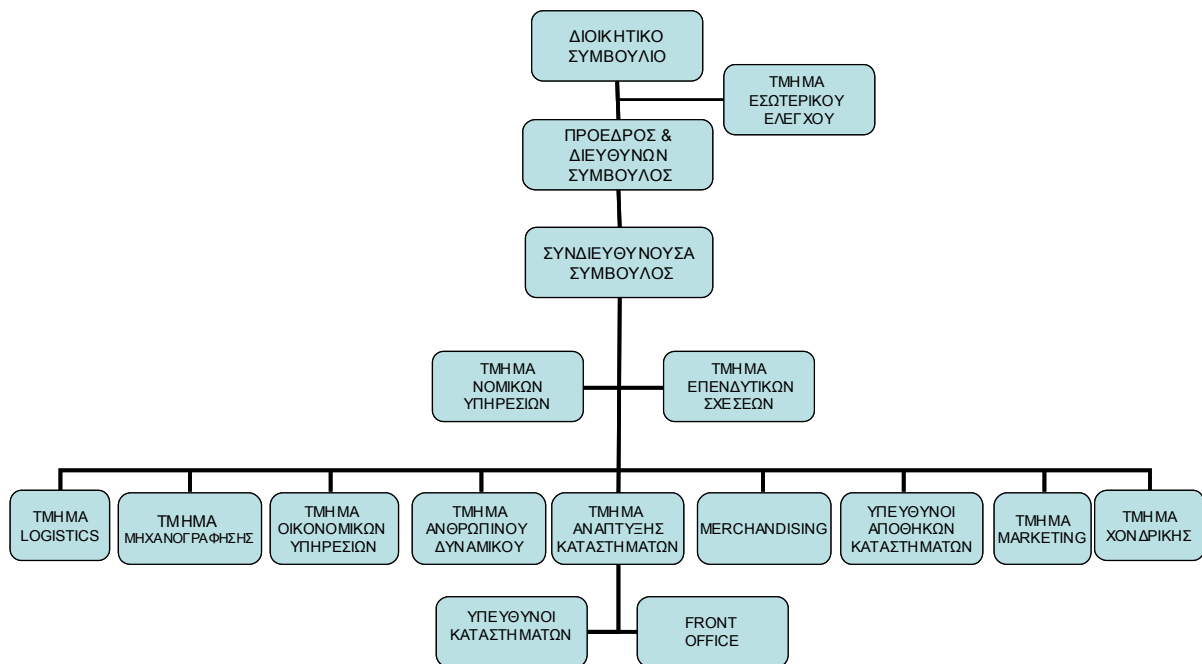 ΔΙΟΙΚΗΤΙΚΟ
ΣΥΜΒΟΥΛΙΟ
ΤΜΗΜΑ
ΕΣΩΤΕΡΙΚΟΥ
ΕΛΕΓΧΟΥ
ΠΡΟΕΔΡΟΣ &
ΔΙΕΥΘΥΝΩΝ
ΣΥΜΒΟΥΛΟΣ
ΣΥΝΔΙΕΥΘΥΝΟΥΣΑ
ΣΥΜΒΟΥΛΟΣ
ΤΜΗΜΑ
ΝΟΜΙΚΩΝ
ΥΠΗΡΕΣΙΩΝ
ΤΜΗΜΑ
ΕΠΕΝΔΥΤΙΚΩΝ
ΣΧΕΣΕΩΝ
ΤΜΗΜΑ
LOGISTICS
ΤΜΗΜΑ
ΜΗΧΑΝΟΓΡΑΦΗΣΗΣ
ΤΜΗΜΑ
ΟΙΚΟΝΟΜΙΚΩΝ
ΥΠΗΡΕΣΙΩΝ
ΤΜΗΜΑ
ΑΝΘΡΩΠΙΝΟΥ
ΔΥΝΑΜΙΚΟΥ
ΤΜΗΜΑ
ΑΝΑΠΤΥΞΗΣ
ΚΑΤΑΣΤΗΜΑΤΩΝ
MERCHANDISING
ΥΠΕΥΘΥΝΟΙ
ΑΠΟΘΗΚΩΝ
ΚΑΤΑΣΤΗΜΑΤΩΝ
ΤΜΗΜΑ
MARKETING
ΤΜΗΜΑ
ΧΟΝΔΡΙΚΗΣ
ΥΠΕΥΘΥΝΟΙ
ΚΑΤΑΣΤΗΜΑΤΩΝ
FRONT
OFFICE